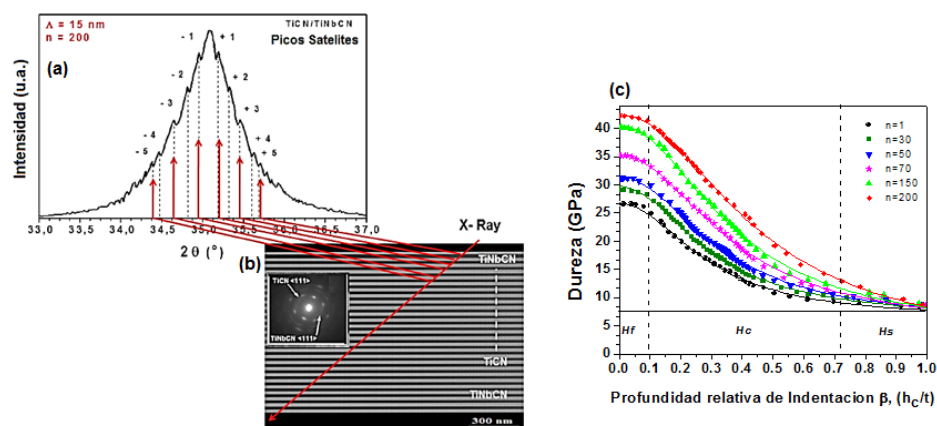 Λ = 15 nm
n = 200
TiCN/TiNbCN
Picos Satelites
(a)
Intensidad (u.a.)
- 1
+ 1
- 2
+ 2
- 3
+ 3
- 4
+ 4
- 5
+ 5
33,0 33,5 34,0 34,5 35,0 35,5 36,0 36,5 37,0
2θ (°)
X- Ray
(b)
TiNbCN
TiCN <111>
TiNbCN <111>
TiCN
TiNbCN
300 nm
(c)
Dureza (GPa)
40
35
30
25
20
15
10
5
0
n=1
n=30
n=50
n=70
n=150
n=200
Hf
Hc
Hs
0.0 0.1 0.2 0.3 0.4 0.5 0.6 0.7 0.8 0.9 1.0
Profundidad relativa de Indentacion β, (hc/t)